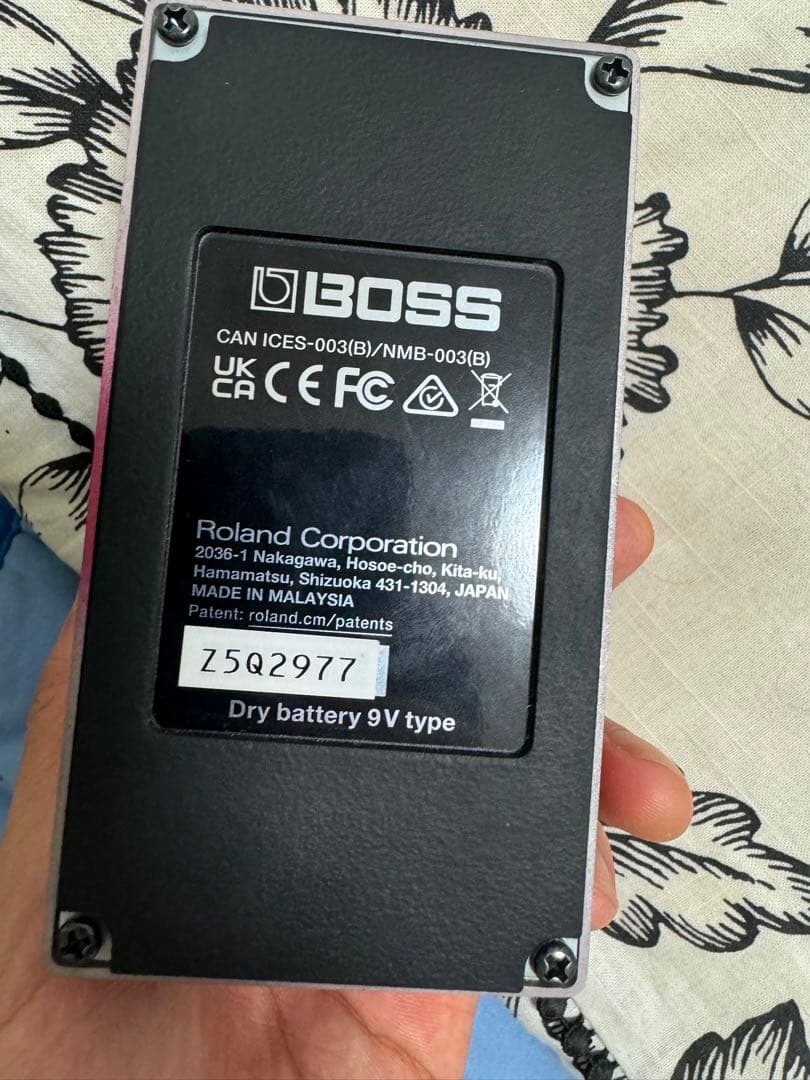 BOSS
CAN ICES-003(B)/NMB-003(B)
UK
CA CE FC
Roland Corporation
2036-1 Nakagawa, Hosoe-cho, Kita-ku,
Hamamatsu, Shizuoka 431-1304, JAPAN
MADE IN MALAYSIA
Patent: roland.cm/patents
Z5Q2977
Dry battery 9V type